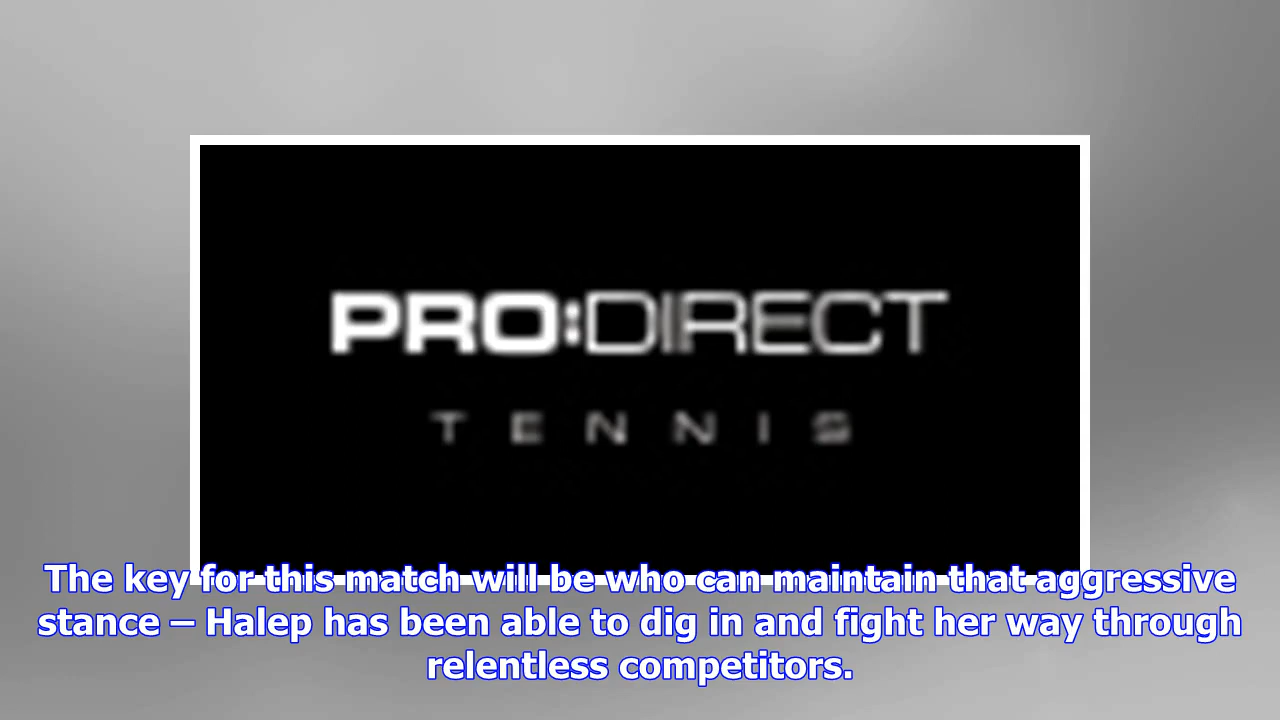 PRO:DIRECT
TENNIS
The key for this match will be who can maintain that aggressive
stance – Halep has been able to dig in and fight her way through
relentless competitors.